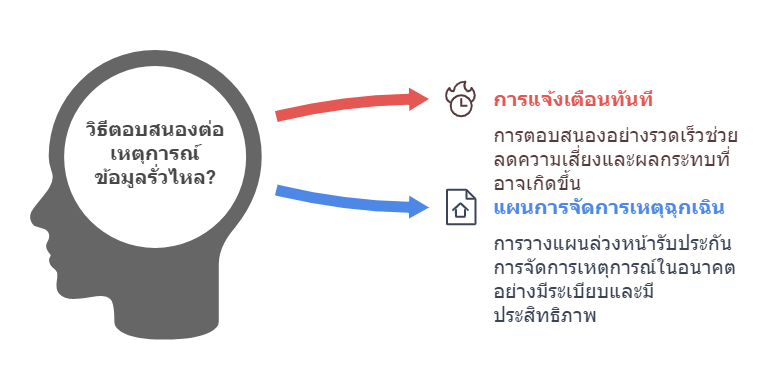 วิธีตอบสนองต่อ
เหตุการณ์
ข้อมูลรั่วไหล?
การแจ้งเตือนทันที
การตอบสนองอย่างรวดเร็วช่วย
ลดความเสี่ยงและผลกระทบที่
อาจเกิดขึ้น
แผนการจัดการเหตุฉุกเฉิน
การวางแผนล่วงหน้ารับประกัน
การจัดการเหตุการณ์ในอนาคต
อย่างมีระเบียบและมี
ประสิทธิภาพ